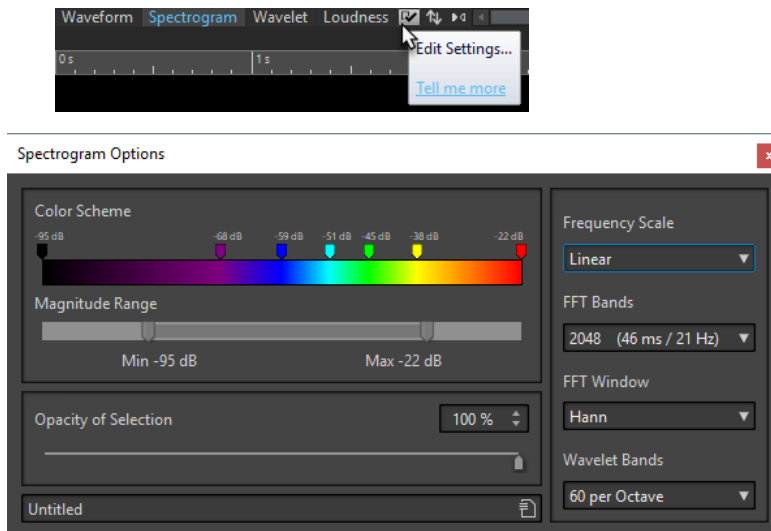 Waveform Spectrogram Wavelet Loudness
Edit Settings...
0 s 1 s
Tell me more
Spectrogram Options
Color Scheme
-95 dB -68 dB -59 dB -51 dB -45 dB -38 dB -22 dB
Magnitude Range
Min -95 dB Max -22 dB
Opacity of Selection 100 %
Untitled
Frequency Scale
Linear
FFT Bands
2048 (46 ms / 21 Hz)
FFT Window
Hann
Wavelet Bands
60 per Octave